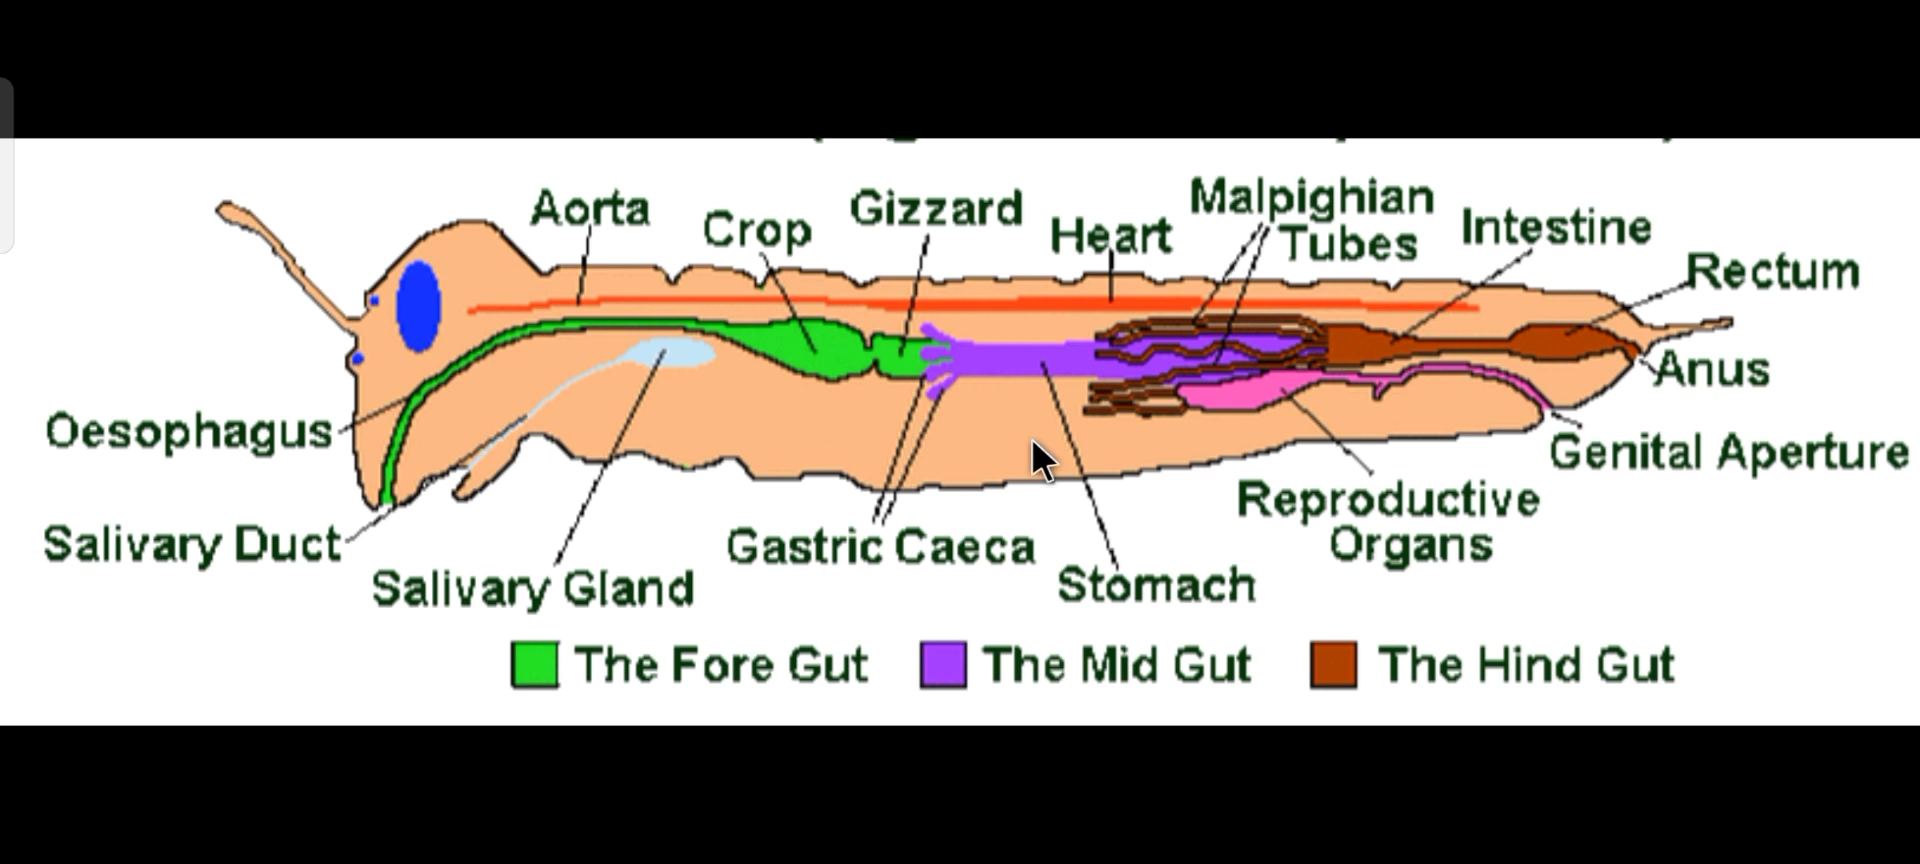 Aorta
Crop
Gizzard
Heart
Malpighian
Tubes
Intestine
Rectum
Anus
Oesophagus
Genital Aperture
Salivary Duct
Salivary Gland
Gastric Caeca
Stomach
Reproductive
Organs
The Fore Gut
The Mid Gut
The Hind Gut